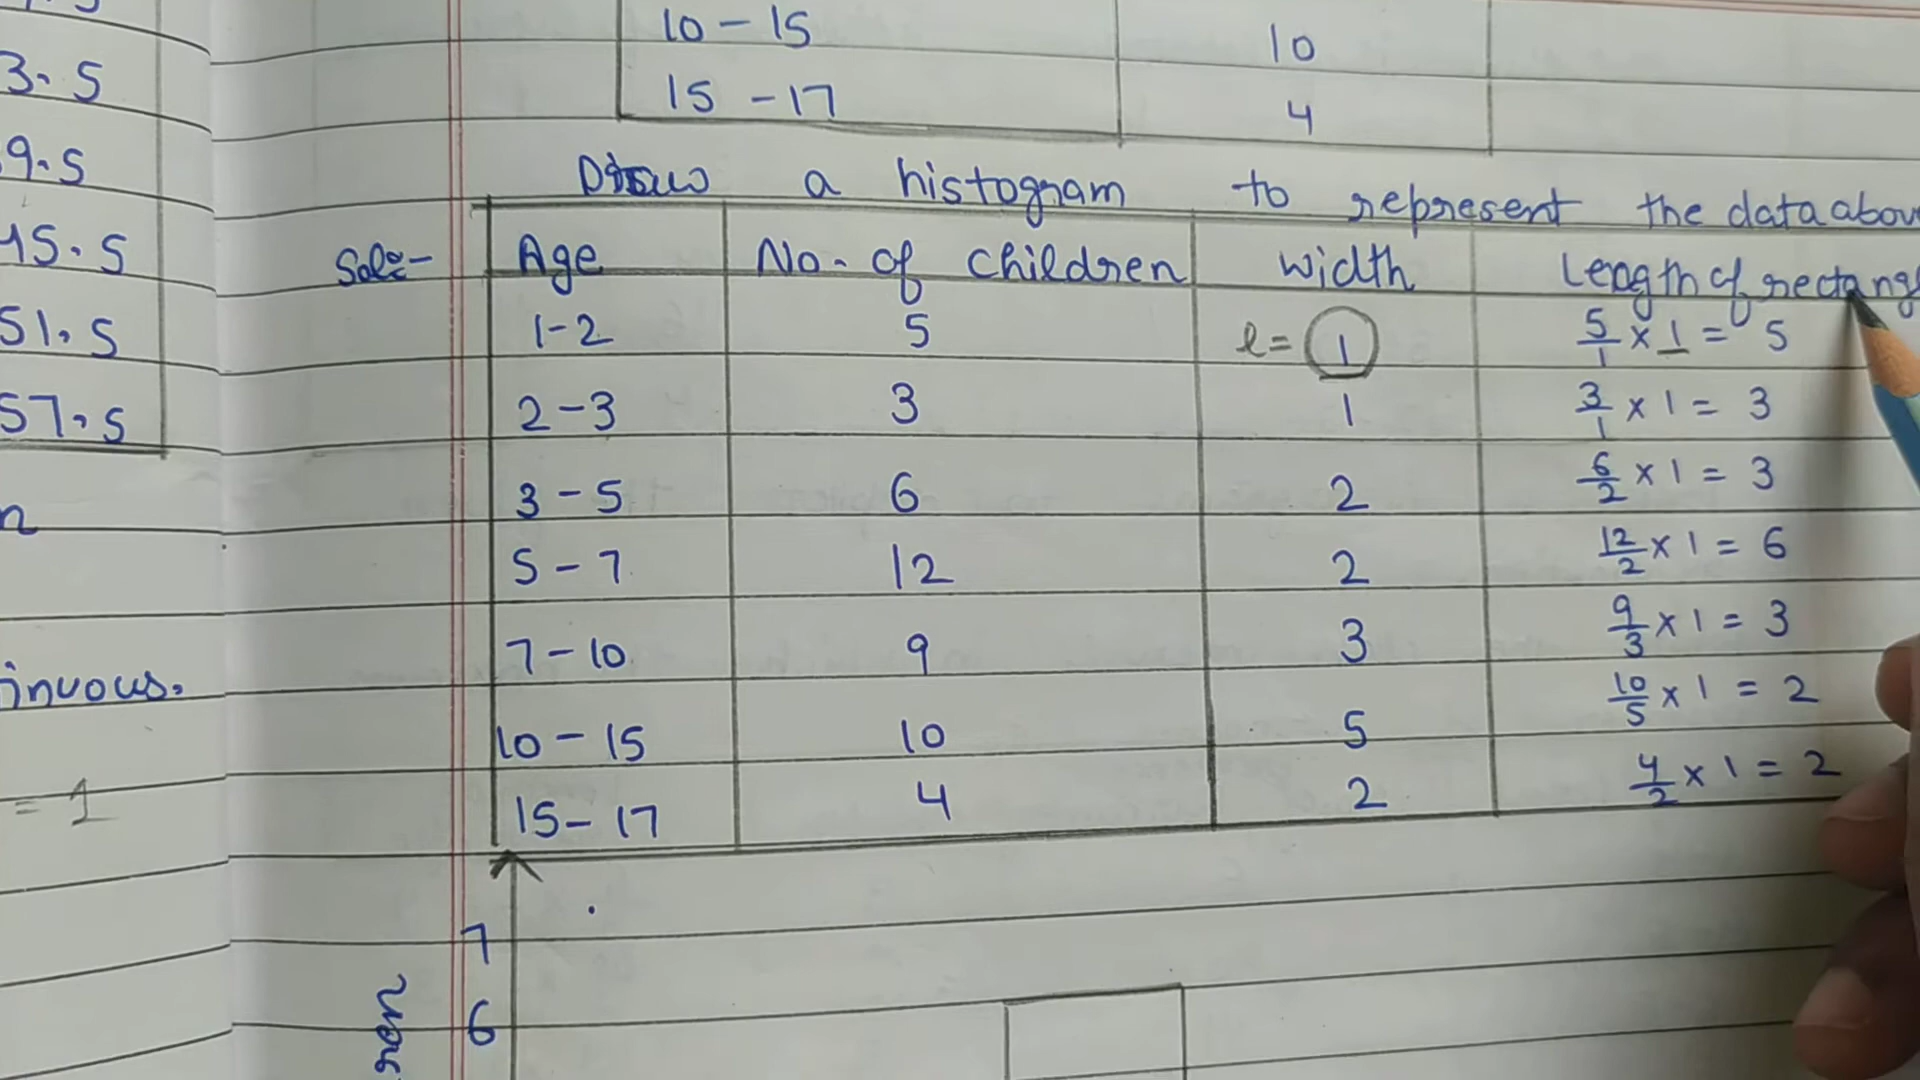 3.5
9.5
45.5
51.5
57.5
n
inuous.
= 1
10 - 15 10
15 - 17 4
Draw a histogram to represent the data abov
Sol:- Age No. of children width Length of rectang
1-2 5 l = 1 5/1 × 1 = 5
2-3 3 1 3/1 × 1 = 3
3-5 6 2 6/2 × 1 = 3
5-7 12 2 12/2 × 1 = 6
7-10 9 3 9/3 × 1 = 3
10-15 10 5 10/5 × 1 = 2
15-17 4 2 4/2 × 1 = 2
7
6
ren